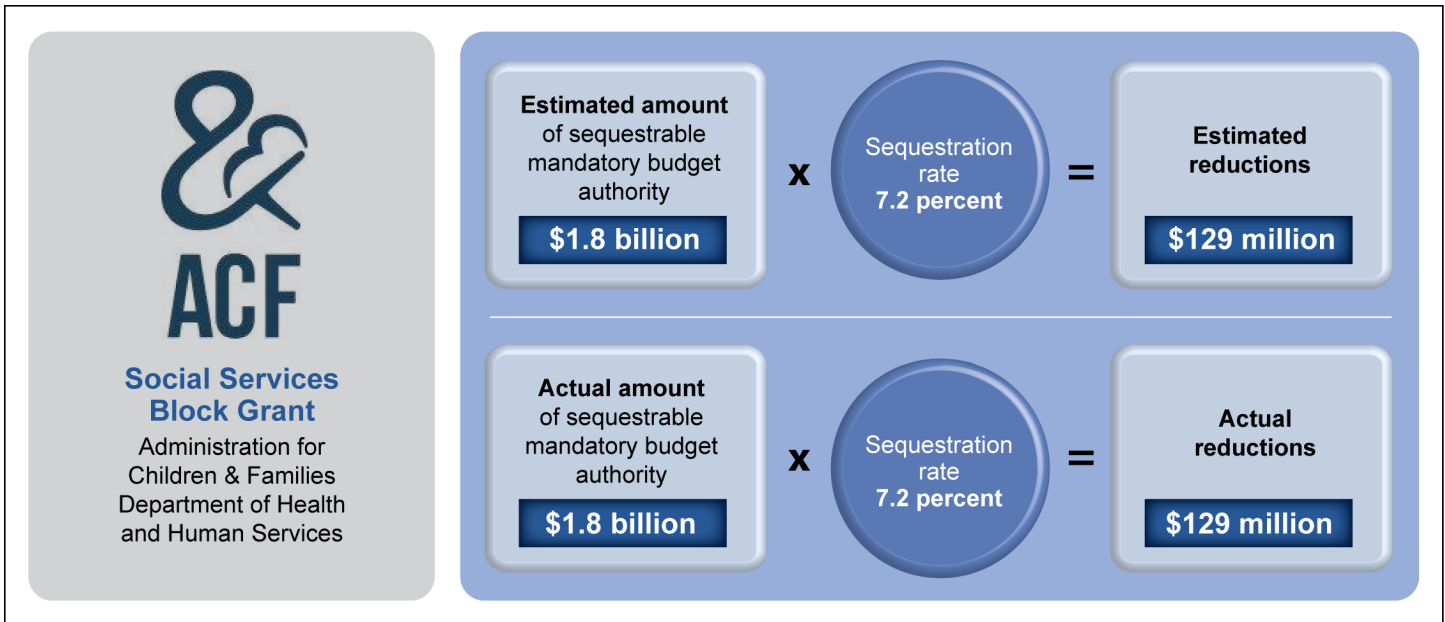 ACF
Social Services
Block Grant
Administration for
Children & Families
Department of Health
and Human Services
Estimated amount
of sequestrable
mandatory budget
authority
$1.8 billion
x
Sequestration
rate
7.2 percent
=
Estimated
reductions
$129 million
Actual amount
of sequestrable
mandatory budget
authority
$1.8 billion
x
Sequestration
rate
7.2 percent
=
Actual
reductions
$129 million